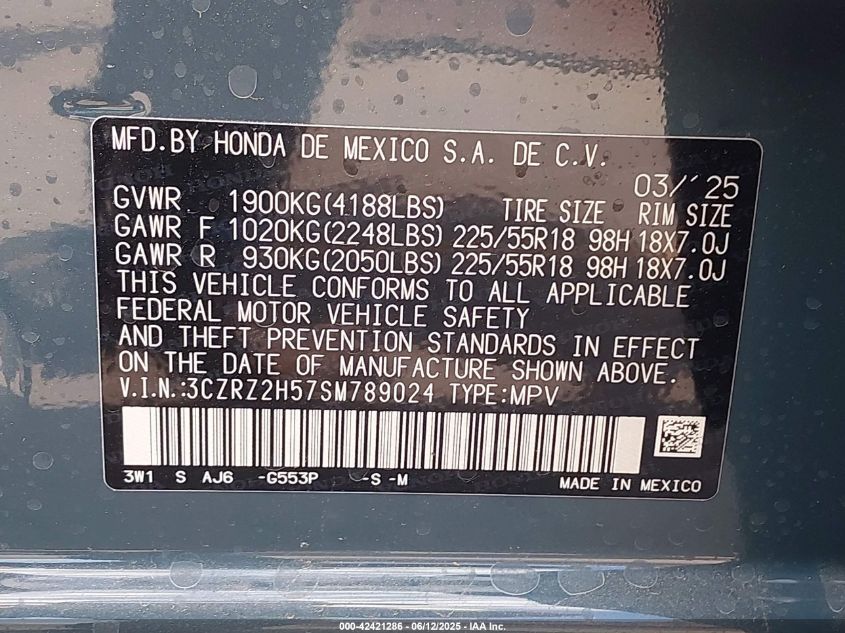 MFD. BY HONDA DE MEXICO S.A. DE C.V.
03/'25
GVWR 1900KG(4188LBS) TIRE SIZE RIM SIZE
GAWR F 1020KG(2248LBS) 225/55R18 98H 18X7.0J
GAWR R 930KG(2050LBS) 225/55R18 98H 18X7.0J
THIS VEHICLE CONFORMS TO ALL APPLICABLE
FEDERAL MOTOR VEHICLE SAFETY
AND THEFT PREVENTION STANDARDS IN EFFECT
ON THE DATE OF MANUFACTURE SHOWN ABOVE.
V.I.N.:3CZRZ2H57SM789024 TYPE:MPV
3W1 S AJ6 -G553P -S -M
MADE IN MEXICO
000-42421286 - 06/12/2025 - IAA Inc.